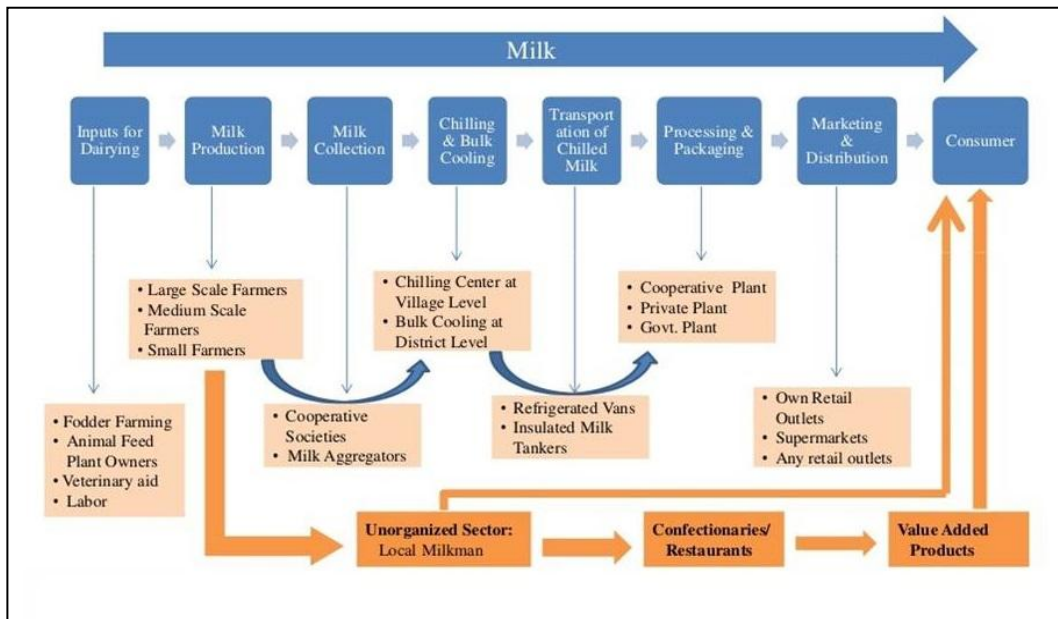 Milk
Inputs for
Dairying
Milk
Production
Milk
Collection
Chilling
& Bulk
Cooling
Transport
ation of
Chilled
Milk
Processing &
Packaging
Marketing
&
Distribution
Consumer
• Large Scale Farmers
• Medium Scale
Farmers
• Small Farmers
• Chilling Center at
Village Level
• Bulk Cooling at
District Level
• Cooperative Plant
• Private Plant
• Govt. Plant
• Fodder Farming
• Animal Feed
Plant Owners
• Veterinary aid
• Labor
• Cooperative
Societies
• Milk Aggregators
• Refrigerated Vans
• Insulated Milk
Tankers
• Own Retail
Outlets
• Supermarkets
• Any retail outlets
Unorganized Sector:
Local Milkman
Confectionaries/
Restaurants
Value Added
Products